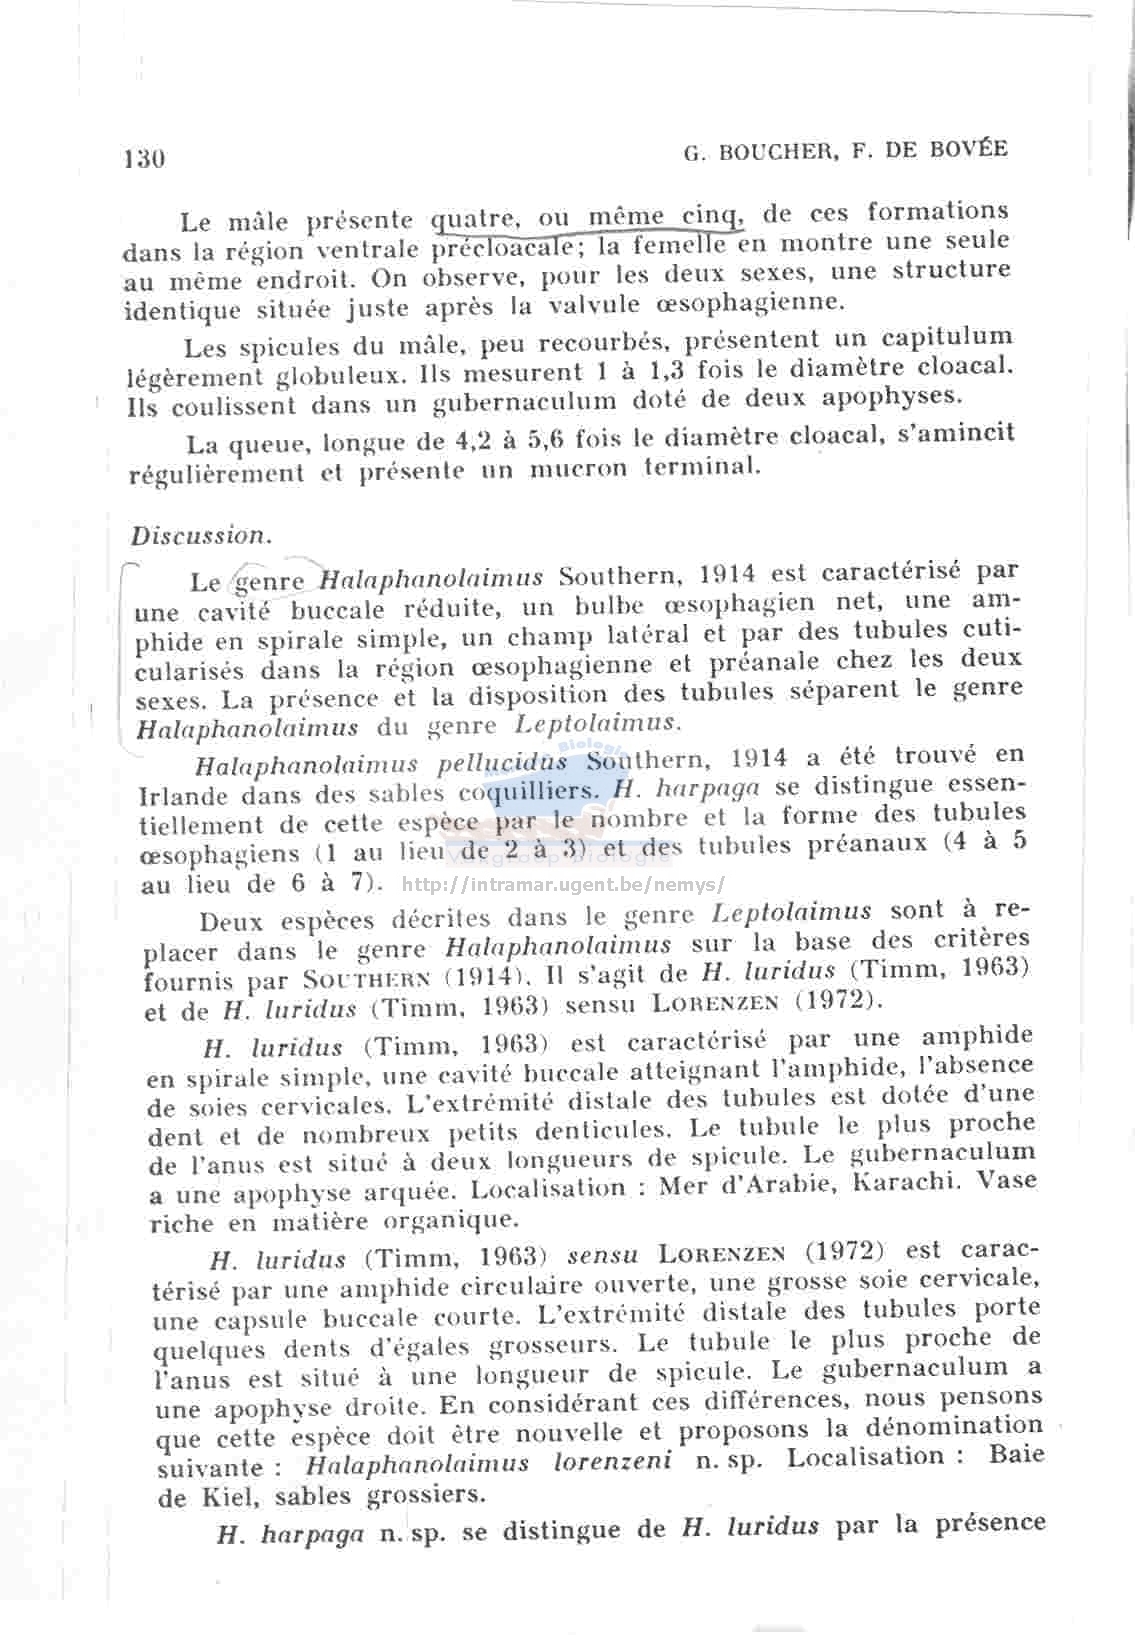 130
G. BOUCHER, F. DE BOVÉE
Le mâle présente quatre, ou même cinq, de ces formations
dans la région ventrale précloacale; la femelle en montre une seule
au même endroit. On observe, pour les deux sexes, une structure
identique située juste après la valvule œsophagienne.
Les spicules du mâle, peu recourbés, présentent un capitulum
légèrement globuleux. Ils mesurent 1 à 1,3 fois le diamètre cloacal.
Ils coulissent dans un gubernaculum doté de deux apophyses.
La queue, longue de 4,2 à 5,6 fois le diamètre cloacal, s'amincit
régulièrement et présente un mucron terminal.
Discussion.
Le genre Halaphanolaimus Southern, 1914 est caractérisé par
une cavité buccale réduite, un bulbe œsophagien net, une am-
phide en spirale simple, un champ latéral et par des tubules cuti-
cularisés dans la région œsophagienne et préanale chez les deux
sexes. La présence et la disposition des tubules séparent le genre
Halaphanolaimus du genre Leptolaimus.
Halaphanolaimus pellucidus Southern, 1914 a été trouvé en
Irlande dans des sables coquilliers. H. harpaga se distingue essen-
tiellement de cette espèce par le nombre et la forme des tubules
œsophagiens (1 au lieu de 2 à 3) et des tubules préanaux (4 à 5
au lieu de 6 à 7).
Biologie
Vakgroep Biologie
http://intramar.ugent.be/nemys/
Deux espèces décrites dans le genre Leptolaimus sont à re-
placer dans le genre Halaphanolaimus sur la base des critères
fournis par SOUTHERN (1914). Il s'agit de H. luridus (Timm, 1963)
et de H. luridus (Timm, 1963) sensu LORENZEN (1972).
H. luridus (Timm, 1963) est caractérisé par une amphide
en spirale simple, une cavité buccale atteignant l'amphide, l'absence
de soies cervicales. L'extrémité distale des tubules est dotée d'une
dent et de nombreux petits denticules. Le tubule le plus proche
de l'anus est situé à deux longueurs de spicule. Le gubernaculum
a une apophyse arquée. Localisation : Mer d'Arabie, Karachi. Vase
riche en matière organique.
H. luridus (Timm, 1963) sensu LORENZEN (1972) est carac-
térisé par une amphide circulaire ouverte, une grosse soie cervicale,
une capsule buccale courte. L'extrémité distale des tubules porte
quelques dents d'égales grosseurs. Le tubule le plus proche de
l'anus est situé à une longueur de spicule. Le gubernaculum a
une apophyse droite. En considérant ces différences, nous pensons
que cette espèce doit être nouvelle et proposons la dénomination
suivante : Halaphanolaimus lorenzeni n. sp. Localisation : Baie
de Kiel, sables grossiers.
H. harpaga n. sp. se distingue de H. luridus par la présence